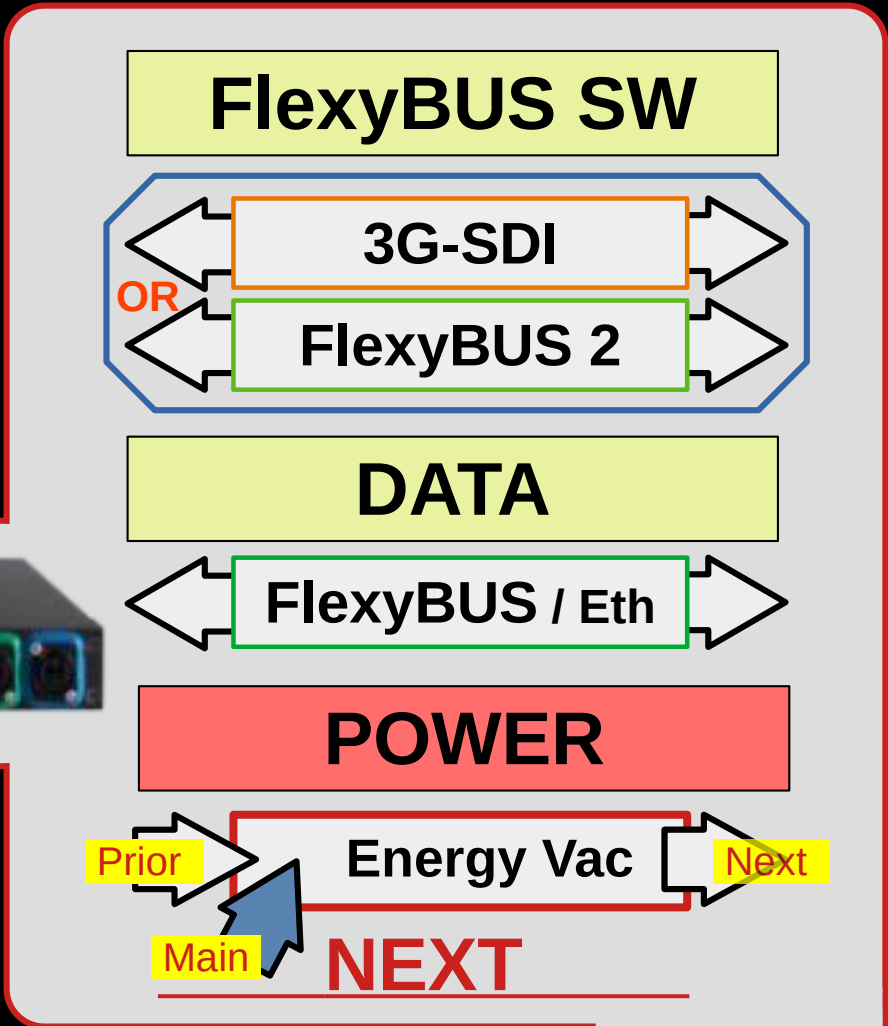 FlexyBUS SW
3G-SDI
OR
FlexyBUS 2
DATA
FlexyBUS / Eth
POWER
Prior
Energy Vac
Next
Main
NEXT